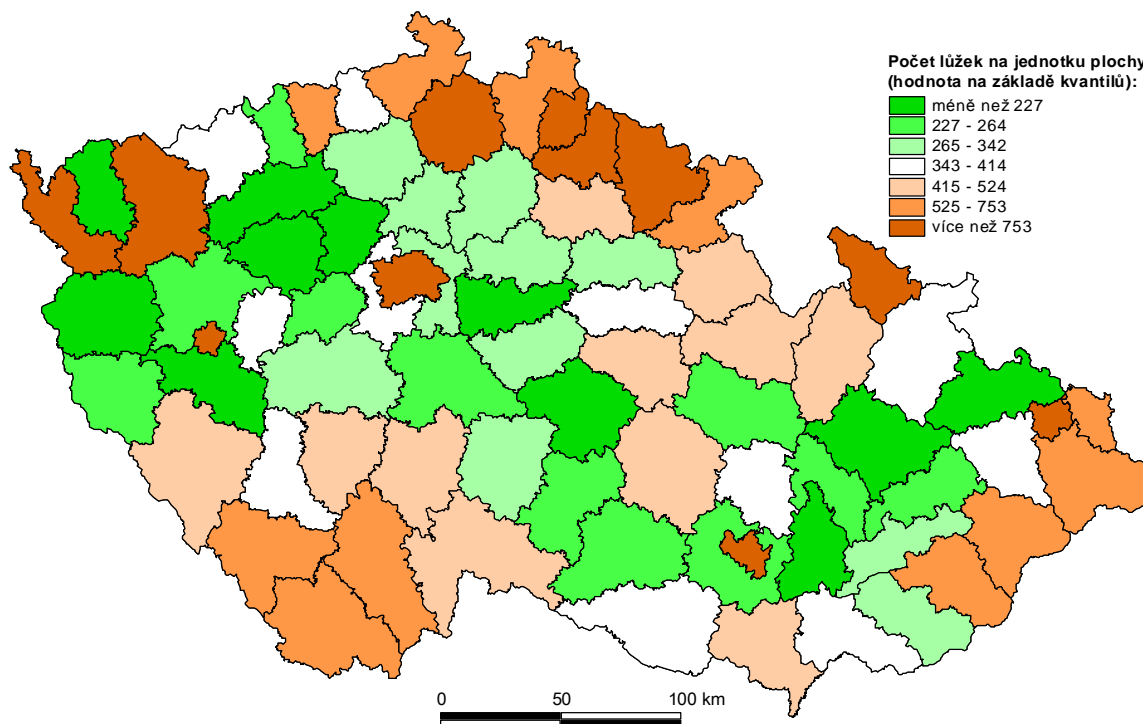 Počet lůžek na jednotku plochy
(hodnota na základě kvantilů):
méně než 227
227 - 264
265 - 342
343 - 414
415 - 524
525 - 753
více než 753
0 50 100 km